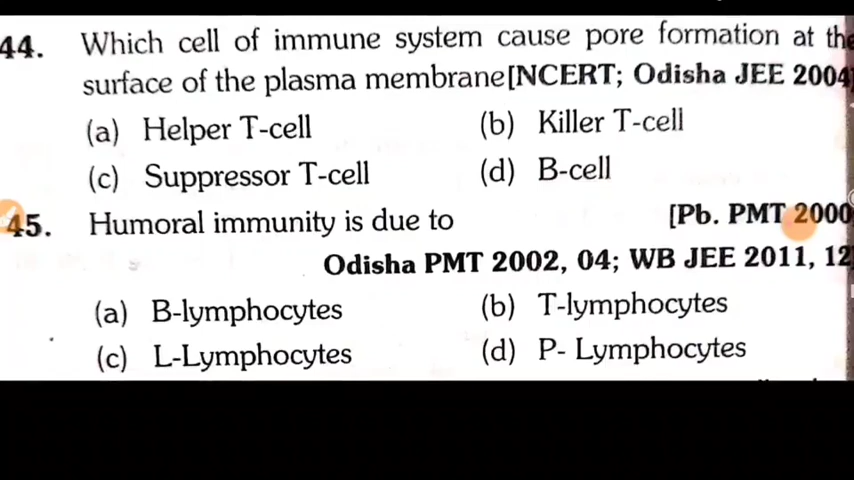 44. Which cell of immune system cause pore formation at the
surface of the plasma membrane[NCERT; Odisha JEE 2004]
(a) Helper T-cell (b) Killer T-cell
(c) Suppressor T-cell (d) B-cell
45. Humoral immunity is due to [Pb. PMT 2000
Odisha PMT 2002, 04; WB JEE 2011, 12]
(a) B-lymphocytes (b) T-lymphocytes
(c) L-Lymphocytes (d) P- Lymphocytes